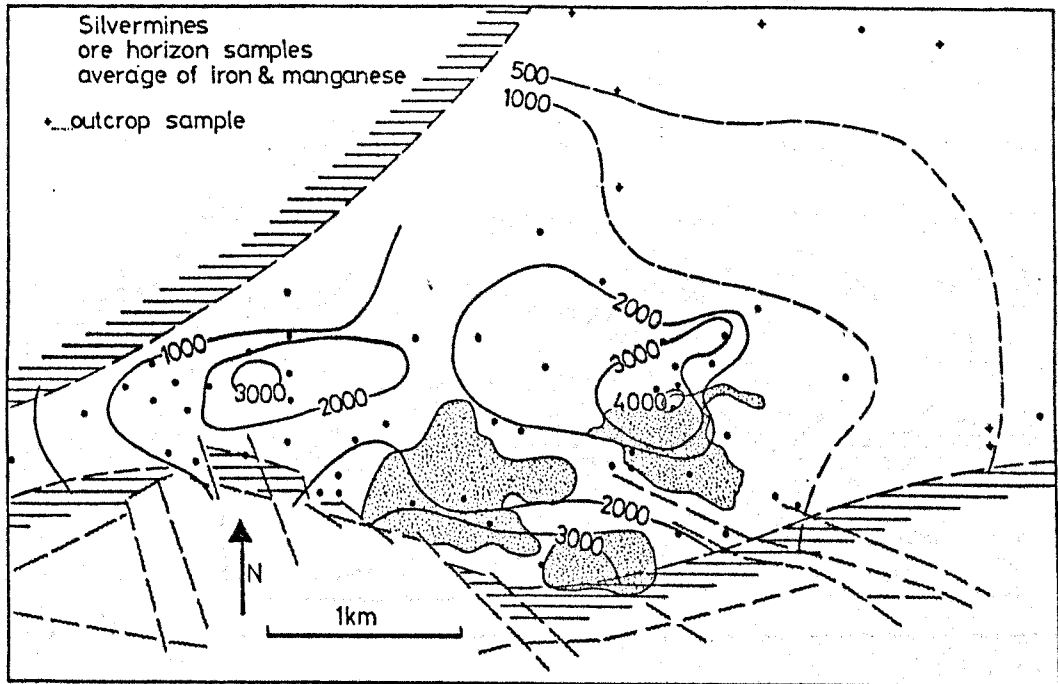 Silvermines
ore horizon samples
average of iron & manganese
+.....outcrop sample
500
1000
2000
3000
1000
3000
2000
4000
2000
3000
N
1km